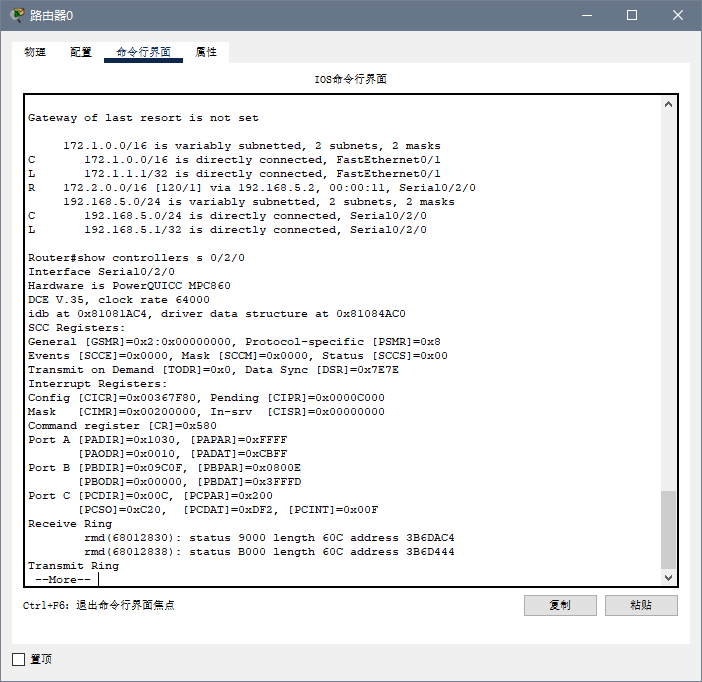 路由器0
物理 配置 命令行界面 属性
IOS命令行界面
Gateway of last resort is not set
172.1.0.0/16 is variably subnetted, 2 subnets, 2 masks
C 172.1.0.0/16 is directly connected, FastEthernet0/1
L 172.1.1.1/32 is directly connected, FastEthernet0/1
R 172.2.0.0/16 [120/1] via 192.168.5.2, 00:00:11, Serial0/2/0
192.168.5.0/24 is variably subnetted, 2 subnets, 2 masks
C 192.168.5.0/24 is directly connected, Serial0/2/0
L 192.168.5.1/32 is directly connected, Serial0/2/0
Router#show controllers s 0/2/0
Interface Serial0/2/0
Hardware is PowerQUICC MPC860
DCE V.35, clock rate 64000
idb at 0x81081AC4, driver data structure at 0x81084AC0
SCC Registers:
General [GSMR]=0x2:0x00000000, Protocol-specific [PSMR]=0x8
Events [SCCE]=0x0000, Mask [SCCM]=0x0000, Status [SCCS]=0x00
Transmit on Demand [TODR]=0x0, Data Sync [DSR]=0x7E7E
Interrupt Registers:
Config [CICR]=0x00367F80, Pending [CIPR]=0x0000C000
Mask [CIMR]=0x00200000, In-srv [CISR]=0x00000000
Command register [CR]=0x580
Port A [PADIR]=0x1030, [PAPAR]=0xFFFF
[PAODR]=0x0010, [PADAT]=0xCBFF
Port B [PBDIR]=0x09C0F, [PBPAR]=0x0800E
[PBODR]=0x00000, [PBDAT]=0x3FFFD
Port C [PCDIR]=0x00C, [PCPAR]=0x200
[PCSO]=0xC20, [PCDAT]=0xDF2, [PCINT]=0x00F
Receive Ring
rmd(68012830): status 9000 length 60C address 3B6DAC4
rmd(68012838): status B000 length 60C address 3B6D444
Transmit Ring
--More--
Ctrl+F6: 退出命令行界面焦点 复制 粘贴
置顶